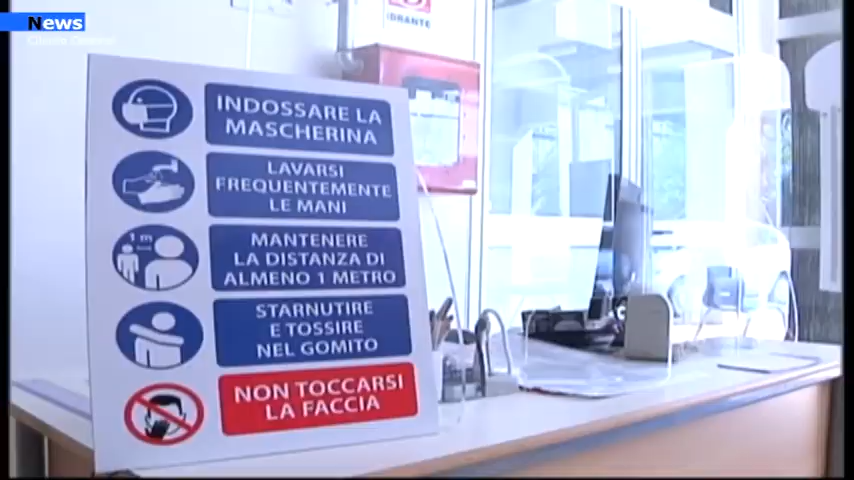 News
IDRANTE
INDOSSARE LA
MASCHERINA
LAVARSI
FREQUENTEMENTE
LE MANI
1 m
MANTENERE
LA DISTANZA DI
ALMENO 1 METRO
STARNUTIRE
E TOSSIRE
NEL GOMITO
NON TOCCARSI
LA FACCIA